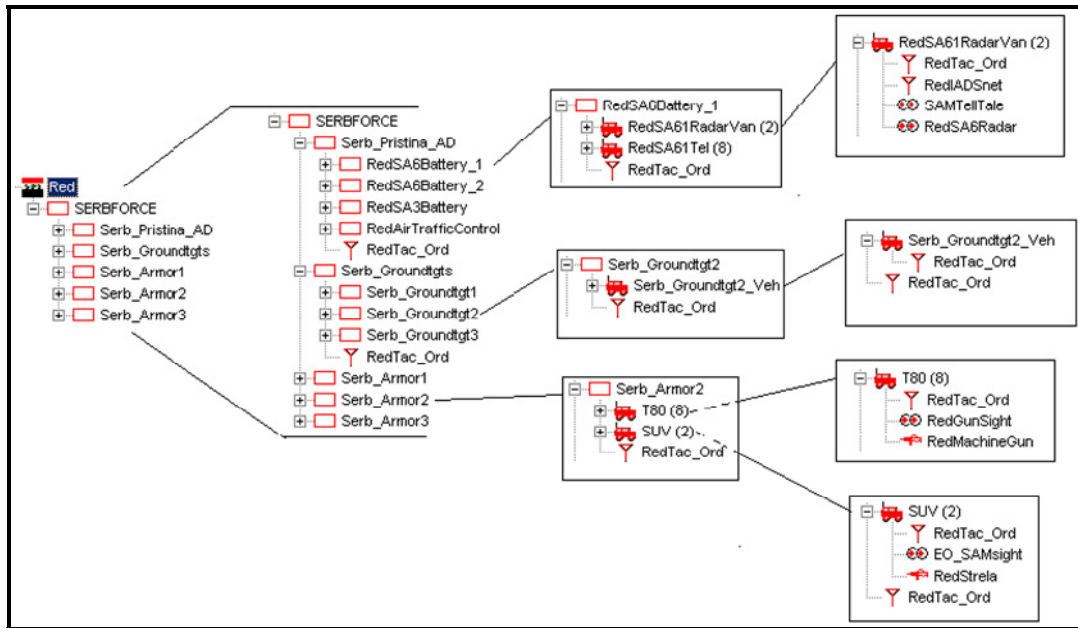 Red
SERBFORCE
Serb_Pristina_AD
Serb_Groundtgts
Serb_Armor1
Serb_Armor2
Serb_Armor3
SERBFORCE
Serb_Pristina_AD
RedSA6Battery_1
RedSA6Battery_2
RedSA3Battery
RedAirTrafficControl
RedTac_Ord
Serb_Groundtgts
Serb_Groundtgt1
Serb_Groundtgt2
Serb_Groundtgt3
RedTac_Ord
Serb_Armor1
Serb_Armor2
Serb_Armor3
RedSA6Battery_1
RedSA61RadarVan (2)
RedSA61Tel (8)
RedTac_Ord
Serb_Groundtgt2
Serb_Groundtgt2_Veh
RedTac_Ord
Serb_Armor2
T80 (8)
SUV (2)
RedTac_Ord
RedSA61RadarVan (2)
RedTac_Ord
RedIADSnet
SAMTellTale
RedSA6Radar
Serb_Groundtgt2_Veh
RedTac_Ord
RedTac_Ord
T80 (8)
RedTac_Ord
RedGunSight
RedMachineGun
SUV (2)
RedTac_Ord
EO_SAMsight
RedStrela
RedTac_Ord